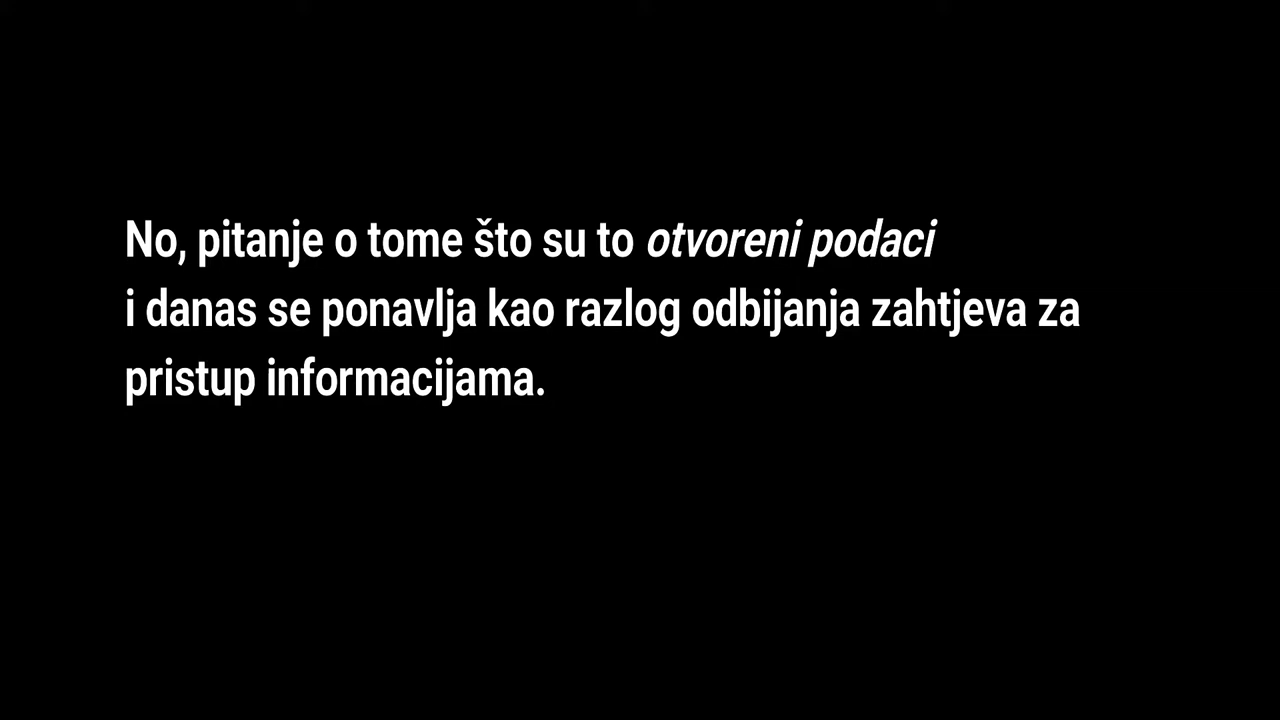 No, pitanje o tome što su to otvoreni podaci
i danas se ponavlja kao razlog odbijanja zahtjeva za
pristup informacijama.